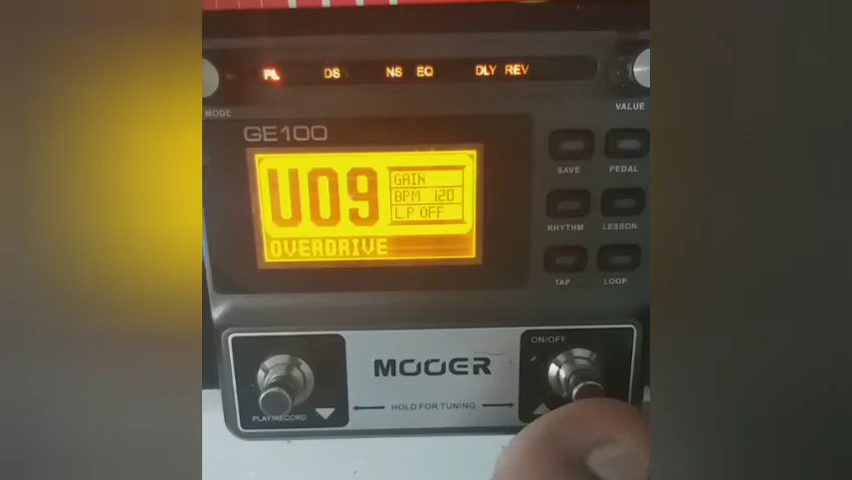 PL DS NS EQ DLY REV
MODE
VALUE
GE100
U09
GAIN
BPM 120
L.P OFF
OVERDRIVE
SAVE PEDAL
RHYTHM LESSON
TAP LOOP
ON/OFF
MOOER
PLAY/RECORD
HOLD FOR TUNING